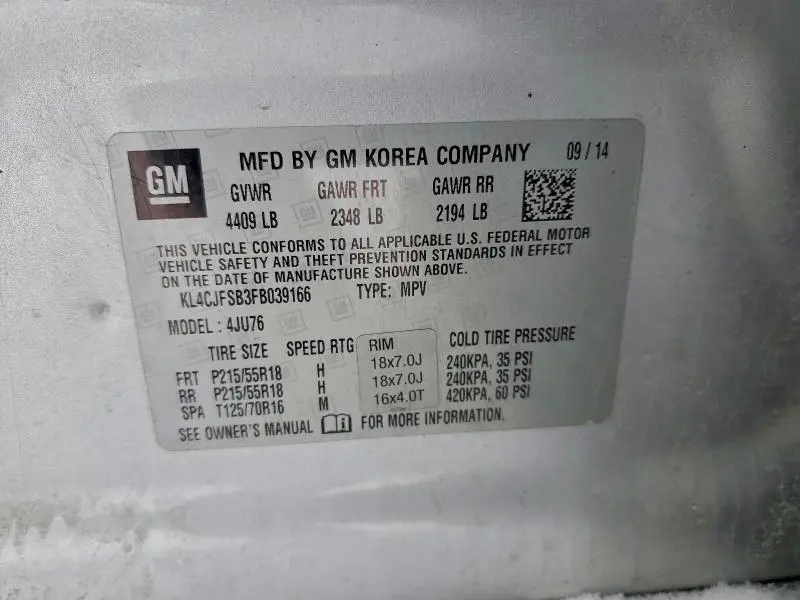 GM MFD BY GM KOREA COMPANY 09 / 14
GVWR GAWR FRT GAWR RR
4409 LB 2348 LB 2194 LB
THIS VEHICLE CONFORMS TO ALL APPLICABLE U.S. FEDERAL MOTOR
VEHICLE SAFETY AND THEFT PREVENTION STANDARDS IN EFFECT
ON THE DATE OF MANUFACTURE SHOWN ABOVE.
KL4CJFSB3FB039166 TYPE: MPV
MODEL : 4JU76
TIRE SIZE SPEED RTG RIM COLD TIRE PRESSURE
FRT P215/55R18 H 18x7.0J 240KPA, 35 PSI
RR P215/55R18 H 18x7.0J 240KPA, 35 PSI
SPA T125/70R16 M 16x4.0T 420KPA, 60 PSI
SEE OWNER'S MANUAL FOR MORE INFORMATION.